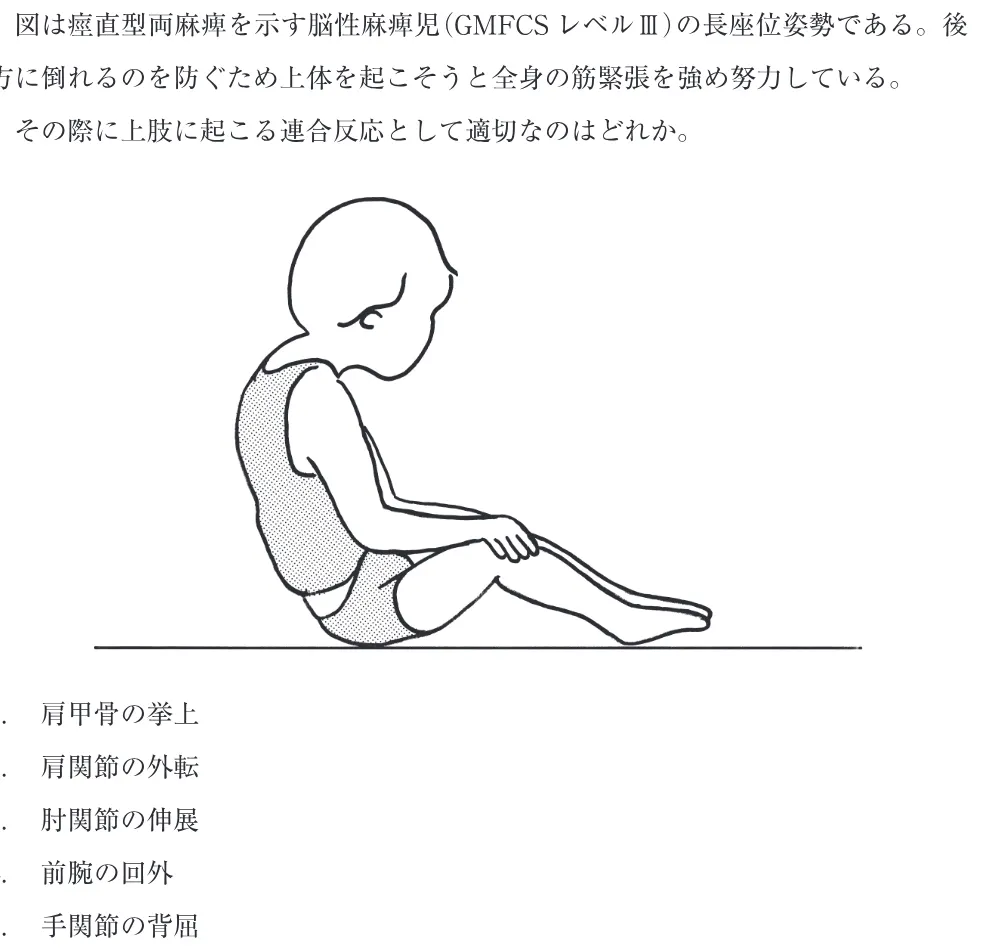 図は痙直型両麻痺を示す脳性麻痺児(GMFCS レベルⅢ)の長座位姿勢である。後
方に倒れるのを防ぐため上体を起こそうと全身の筋緊張を強め努力している。
その際に上肢に起こる連合反応として適切なのはどれか。
. 肩甲骨の挙上
. 肩関節の外転
. 肘関節の伸展
. 前腕の回外
. 手関節の背屈